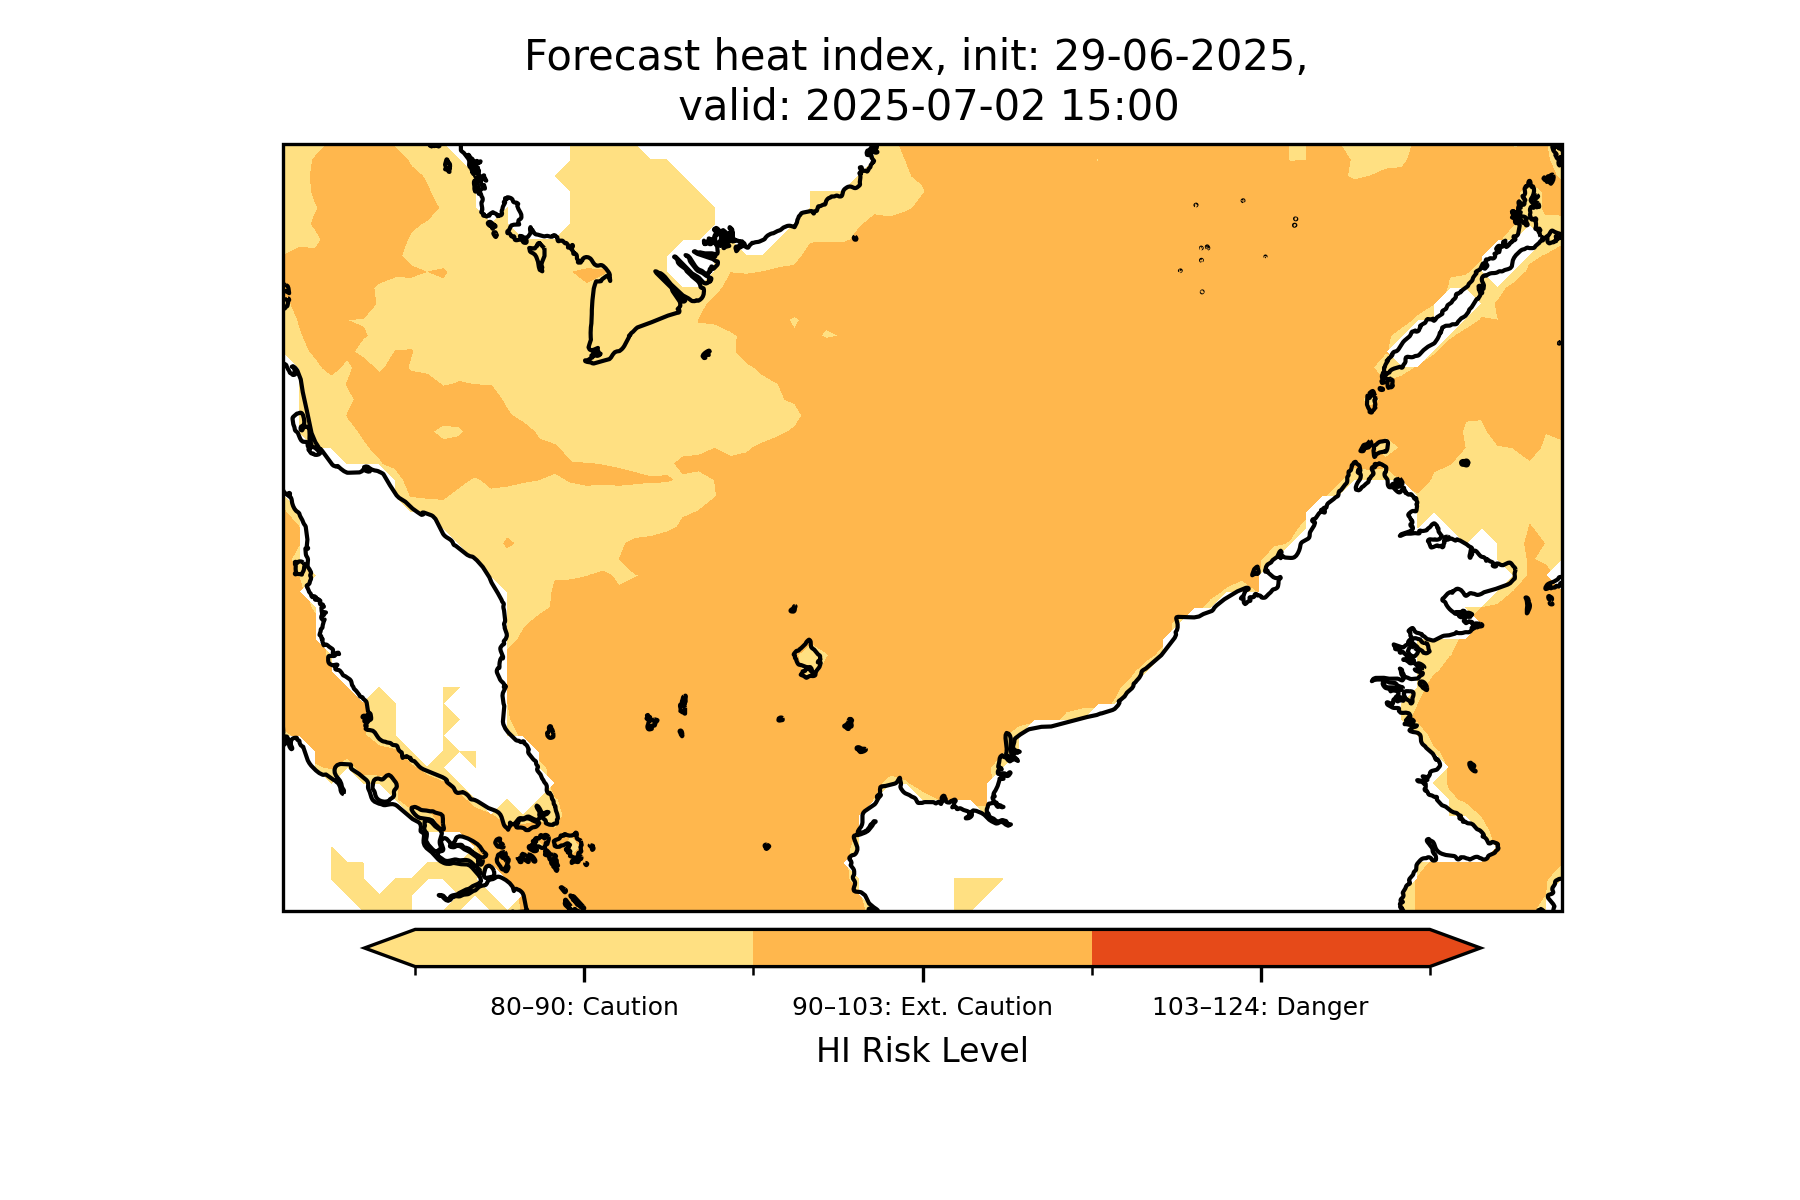 Forecast heat index, init: 29-06-2025,
valid: 2025-07-02 15:00
80–90: Caution
90–103: Ext. Caution
103–124: Danger
HI Risk Level